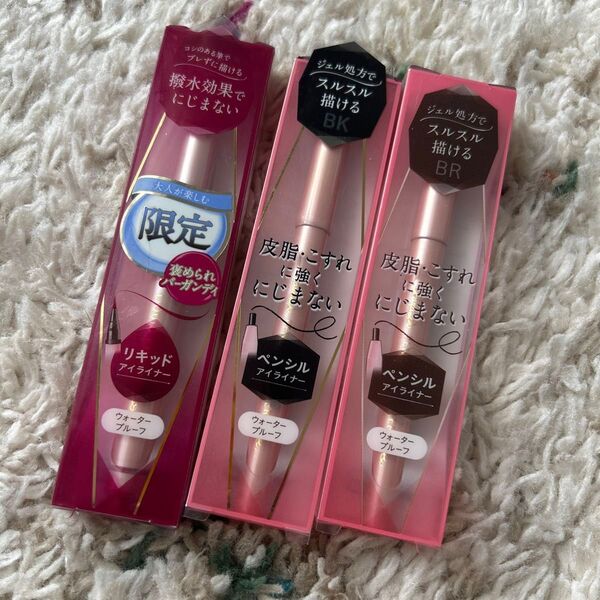 コシのある筆で
ブレずに描ける
撥水効果で
にじまない
大人が楽しむ
限定
褒められ
バーガンディ
リキッド
アイライナー
ウォーター
プルーフ
ジェル処方で
スルスル
描ける
BK
皮脂・こすれ
に強く
にじまない
ペンシル
アイライナー
ウォーター
プルーフ
ジェル処方で
スルスル
描ける
BR
皮脂・こすれ
に強く
にじまない
ペンシル
アイライナー
ウォーター
プルーフ